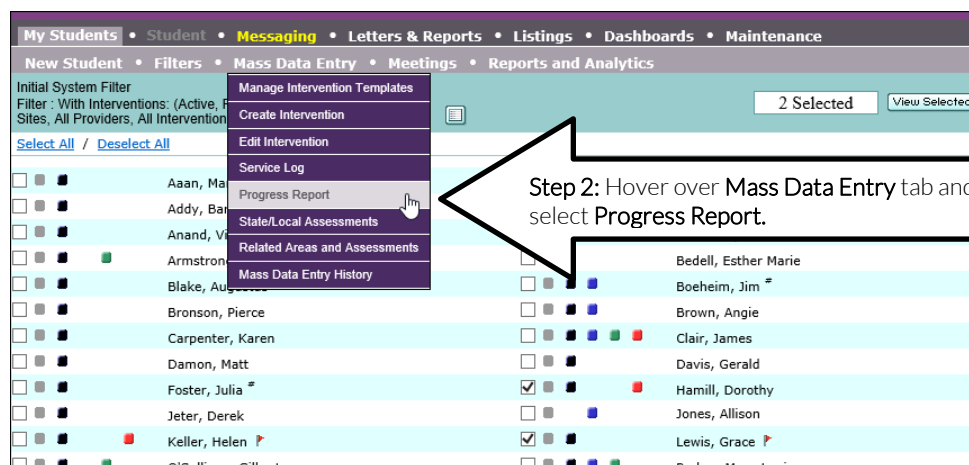 My Students • Student • Messaging • Letters & Reports • Listings • Dashboards • Maintenance
New Student • Filters • Mass Data Entry • Meetings • Reports and Analytics
Initial System Filter
Filter : With Interventions: (Active,
Sites, All Providers, All Intervention
2 Selected
View Selected
Select All / Deselect All
Manage Intervention Templates
Create Intervention
Edit Intervention
Service Log
Progress Report
State/Local Assessments
Related Areas and Assessments
Mass Data Entry History
Step 2: Hover over Mass Data Entry tab and
select Progress Report.
Aaan, Ma
Addy, Bar
Anand, Vi
Armstron
Blake, Augustus
Bronson, Pierce
Carpenter, Karen
Damon, Matt
Foster, Julia #
Jeter, Derek
Keller, Helen
Bedell, Esther Marie
Boeheim, Jim #
Brown, Angie
Clair, James
Davis, Gerald
Hamill, Dorothy
Jones, Allison
Lewis, Grace